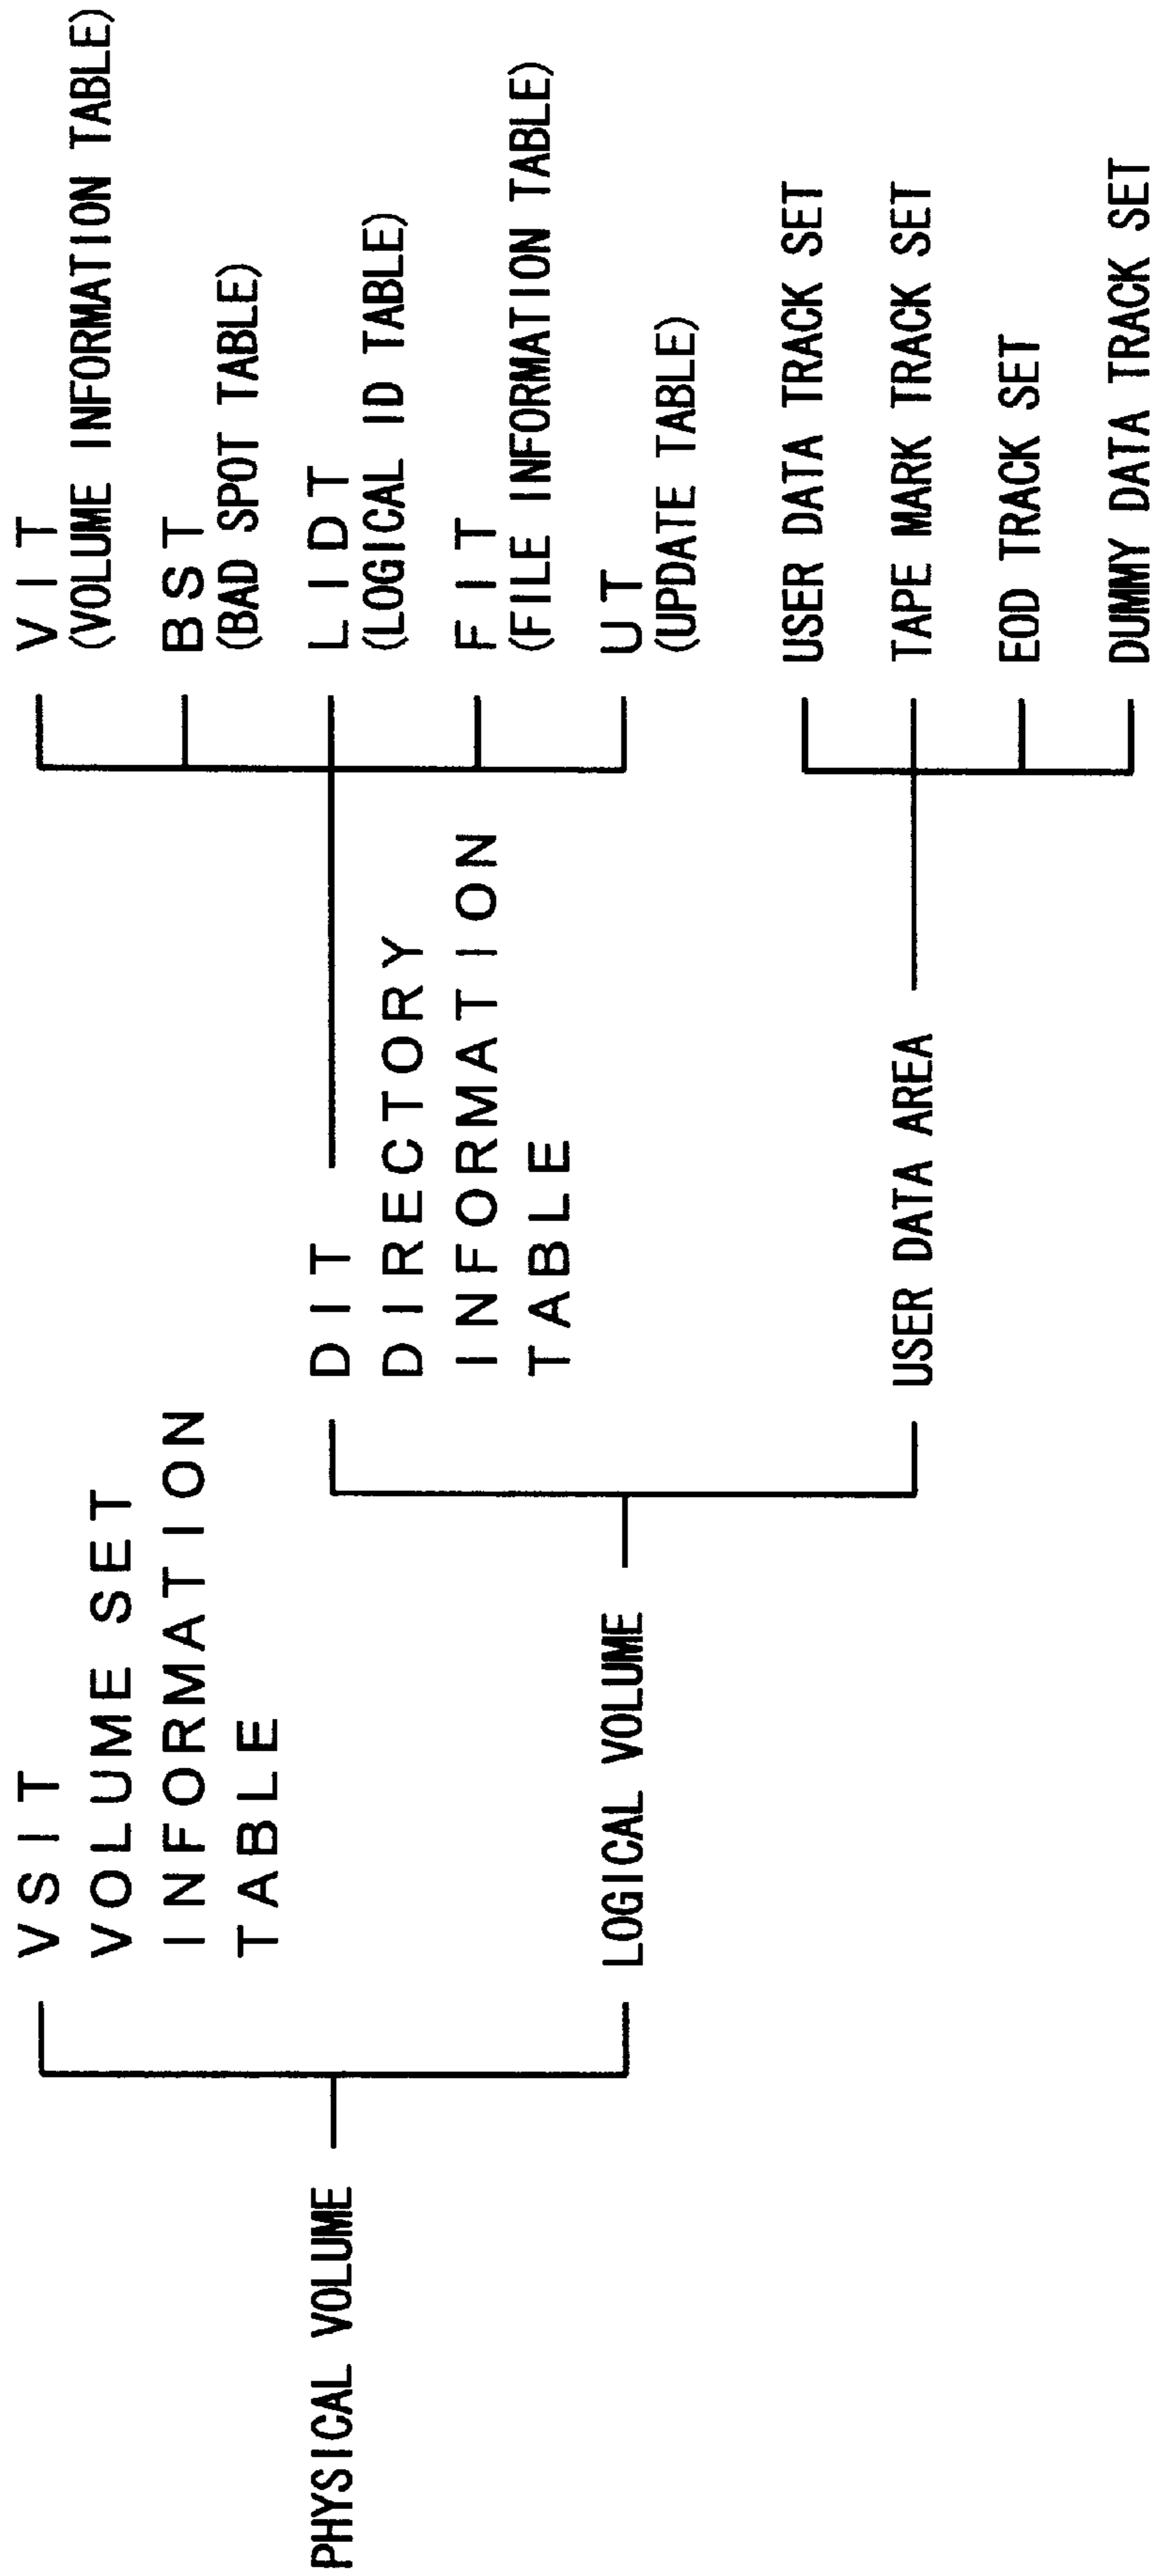 PHYSICAL VOLUME
VSIT
VOLUME SET
INFORMATION
TABLE
LOGICAL VOLUME
DIT
DIRECTORY
INFORMATION
TABLE
USER DATA AREA
VIT
(VOLUME INFORMATION TABLE)
BST
(BAD SPOT TABLE)
LIDT
(LOGICAL ID TABLE)
FIT
(FILE INFORMATION TABLE)
UT
(UPDATE TABLE)
USER DATA TRACK SET
TAPE MARK TRACK SET
EOD TRACK SET
DUMMY DATA TRACK SET